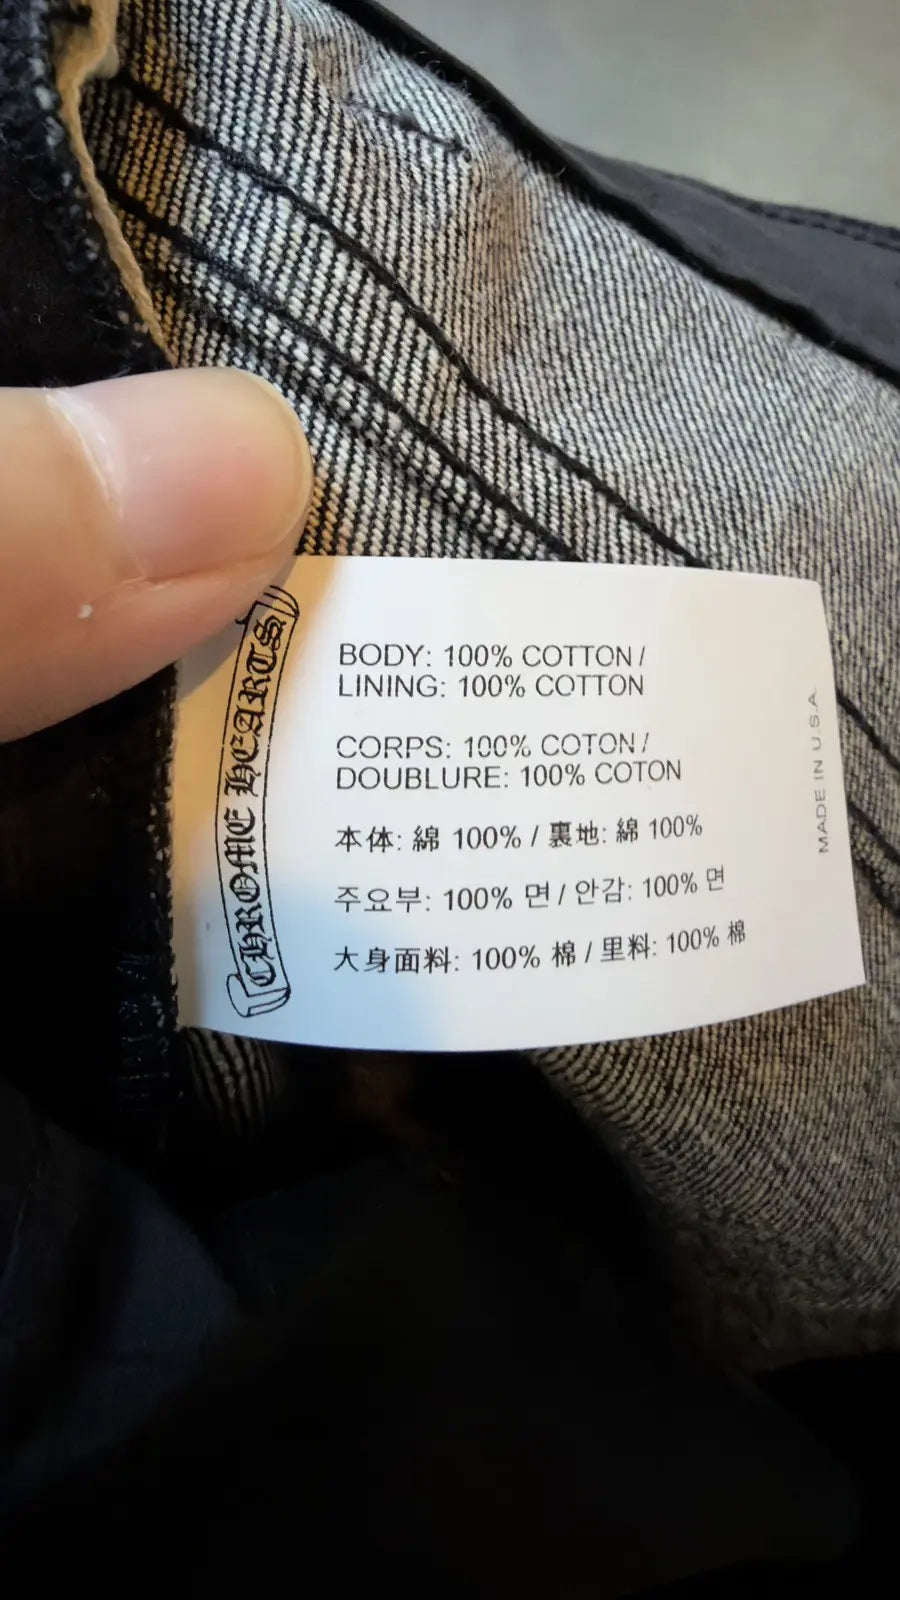 CHROME HEARTS
BODY: 100% COTTON /
LINING: 100% COTTON
CORPS: 100% COTON /
DOUBLURE: 100% COTON
本体: 綿 100% / 裏地: 綿 100%
주요부: 100% 면 / 안감: 100% 면
大身面料: 100% 棉 / 里料: 100% 棉
MADE IN U.S.A.